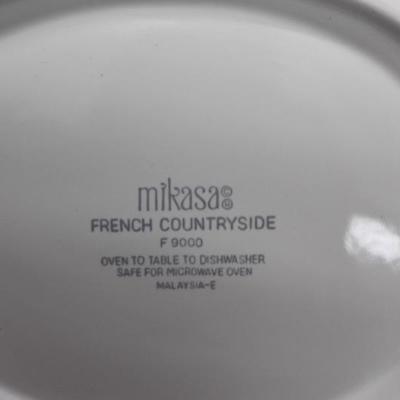 mikasa©®
FRENCH COUNTRYSIDE
F 9000
OVEN TO TABLE TO DISHWASHER
SAFE FOR MICROWAVE OVEN
MALAYSIA-E